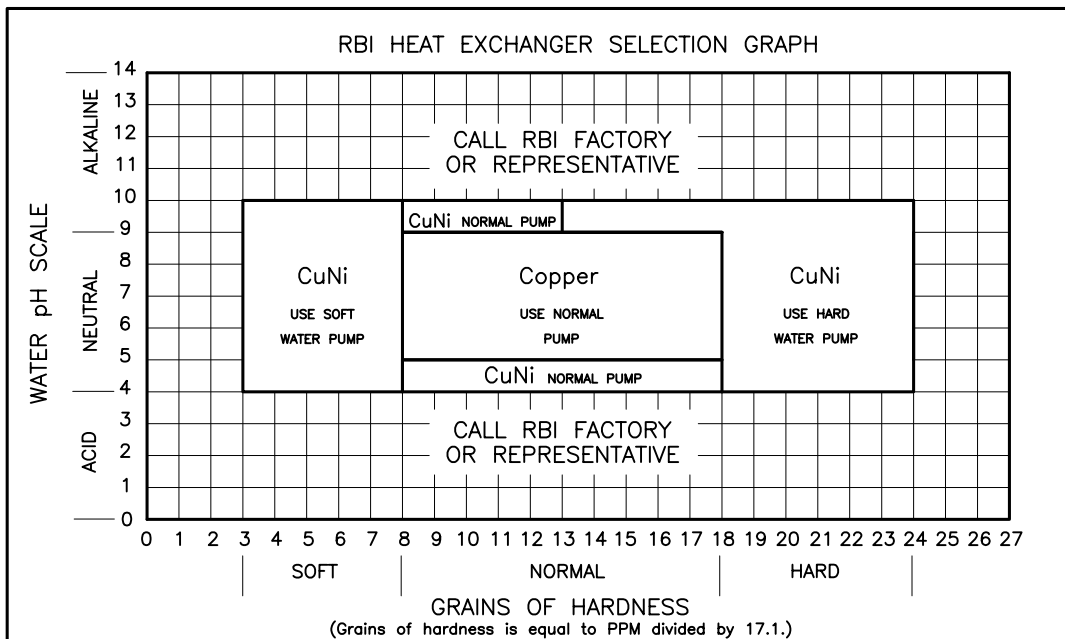 RBI HEAT EXCHANGER SELECTION GRAPH
WATER pH SCALE
ALKALINE
NEUTRAL
ACID
14
13
12
11
10
9
8
7
6
5
4
3
2
1
0
CALL RBI FACTORY
OR REPRESENTATIVE
CuNi NORMAL PUMP
CuNi
USE SOFT
WATER PUMP
Copper
USE NORMAL
PUMP
CuNi
USE HARD
WATER PUMP
CuNi NORMAL PUMP
CALL RBI FACTORY
OR REPRESENTATIVE
0 1 2 3 4 5 6 7 8 9 10 11 12 13 14 15 16 17 18 19 20 21 22 23 24 25 26 27
SOFT NORMAL HARD
GRAINS OF HARDNESS
(Grains of hardness is equal to PPM divided by 17.1.)